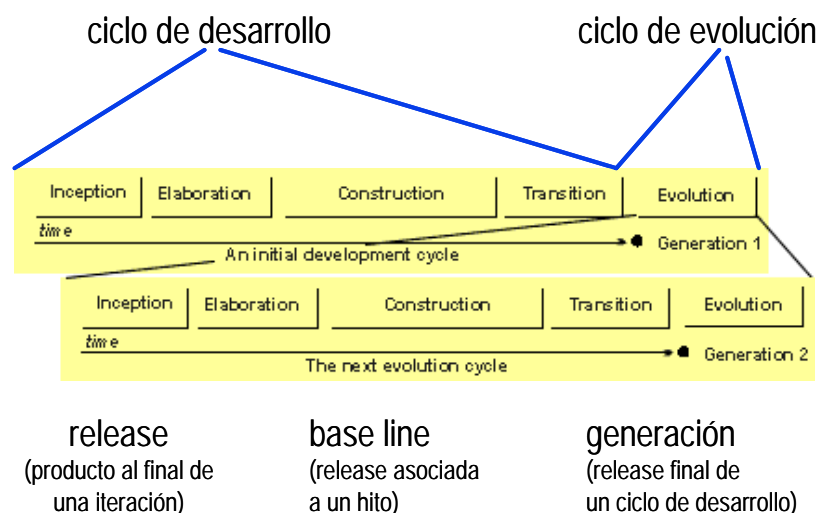 ciclo de desarrollo ciclo de evolución
Inception Elaboration Construction Transition Evolution
time
Generation 1
An initial development cycle
Inception Elaboration Construction Transition Evolution
time
Generation 2
The next evolution cycle
release base line generación
(producto al final de (release asociada (release final de
una iteración) a un hito) un ciclo de desarrollo)